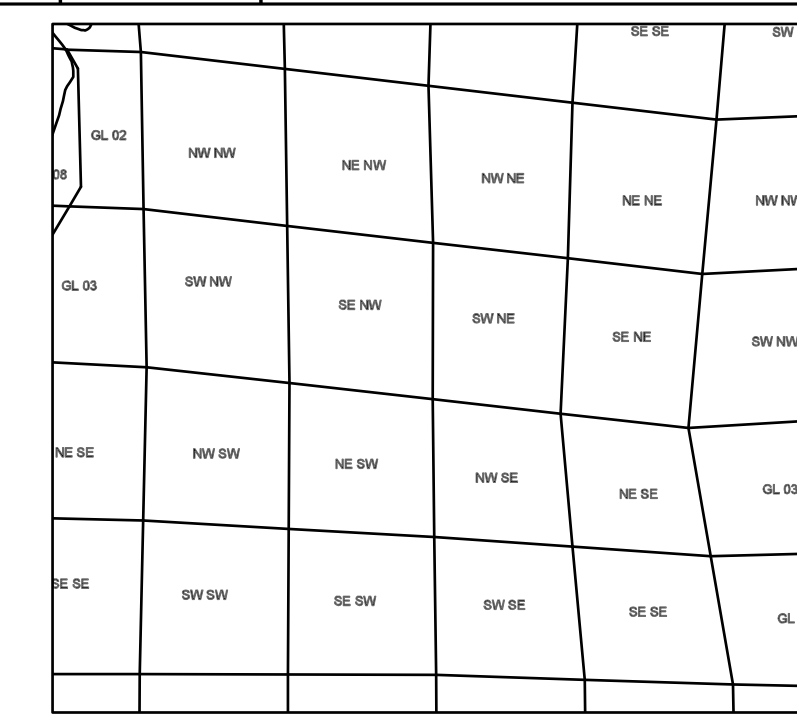 SE SE
SW
GL 02
NW NW
NE NW
NW NE
NE NE
NW NW
08
GL 03
SW NW
SE NW
SW NE
SE NE
SW NW
NE SE
NW SW
NE SW
NW SE
NE SE
GL 03
SE SE
SW SW
SE SW
SW SE
SE SE
GL